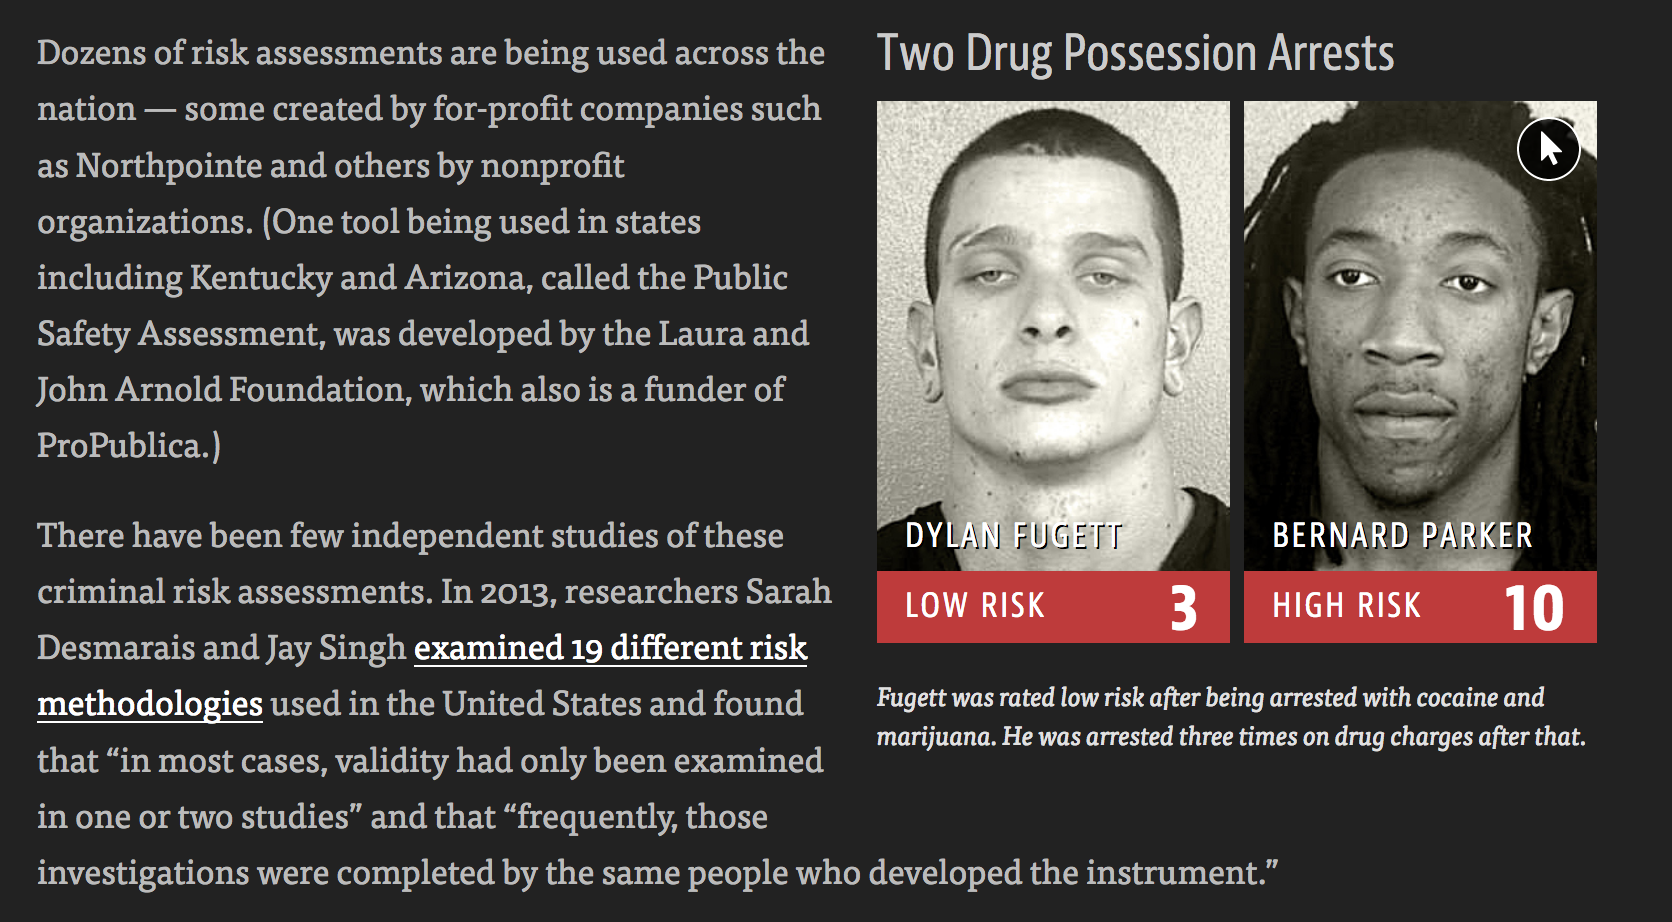 Dozens of risk assessments are being used across the
nation — some created by for-profit companies such
as Northpointe and others by nonprofit
organizations. (One tool being used in states
including Kentucky and Arizona, called the Public
Safety Assessment, was developed by the Laura and
John Arnold Foundation, which also is a funder of
ProPublica.)
There have been few independent studies of these
criminal risk assessments. In 2013, researchers Sarah
Desmarais and Jay Singh examined 19 different risk
methodologies used in the United States and found
that “in most cases, validity had only been examined
in one or two studies” and that “frequently, those
investigations were completed by the same people who developed the instrument.”
Two Drug Possession Arrests
DYLAN FUGETT
LOW RISK 3
BERNARD PARKER
HIGH RISK 10
Fugett was rated low risk after being arrested with cocaine and
marijuana. He was arrested three times on drug charges after that.